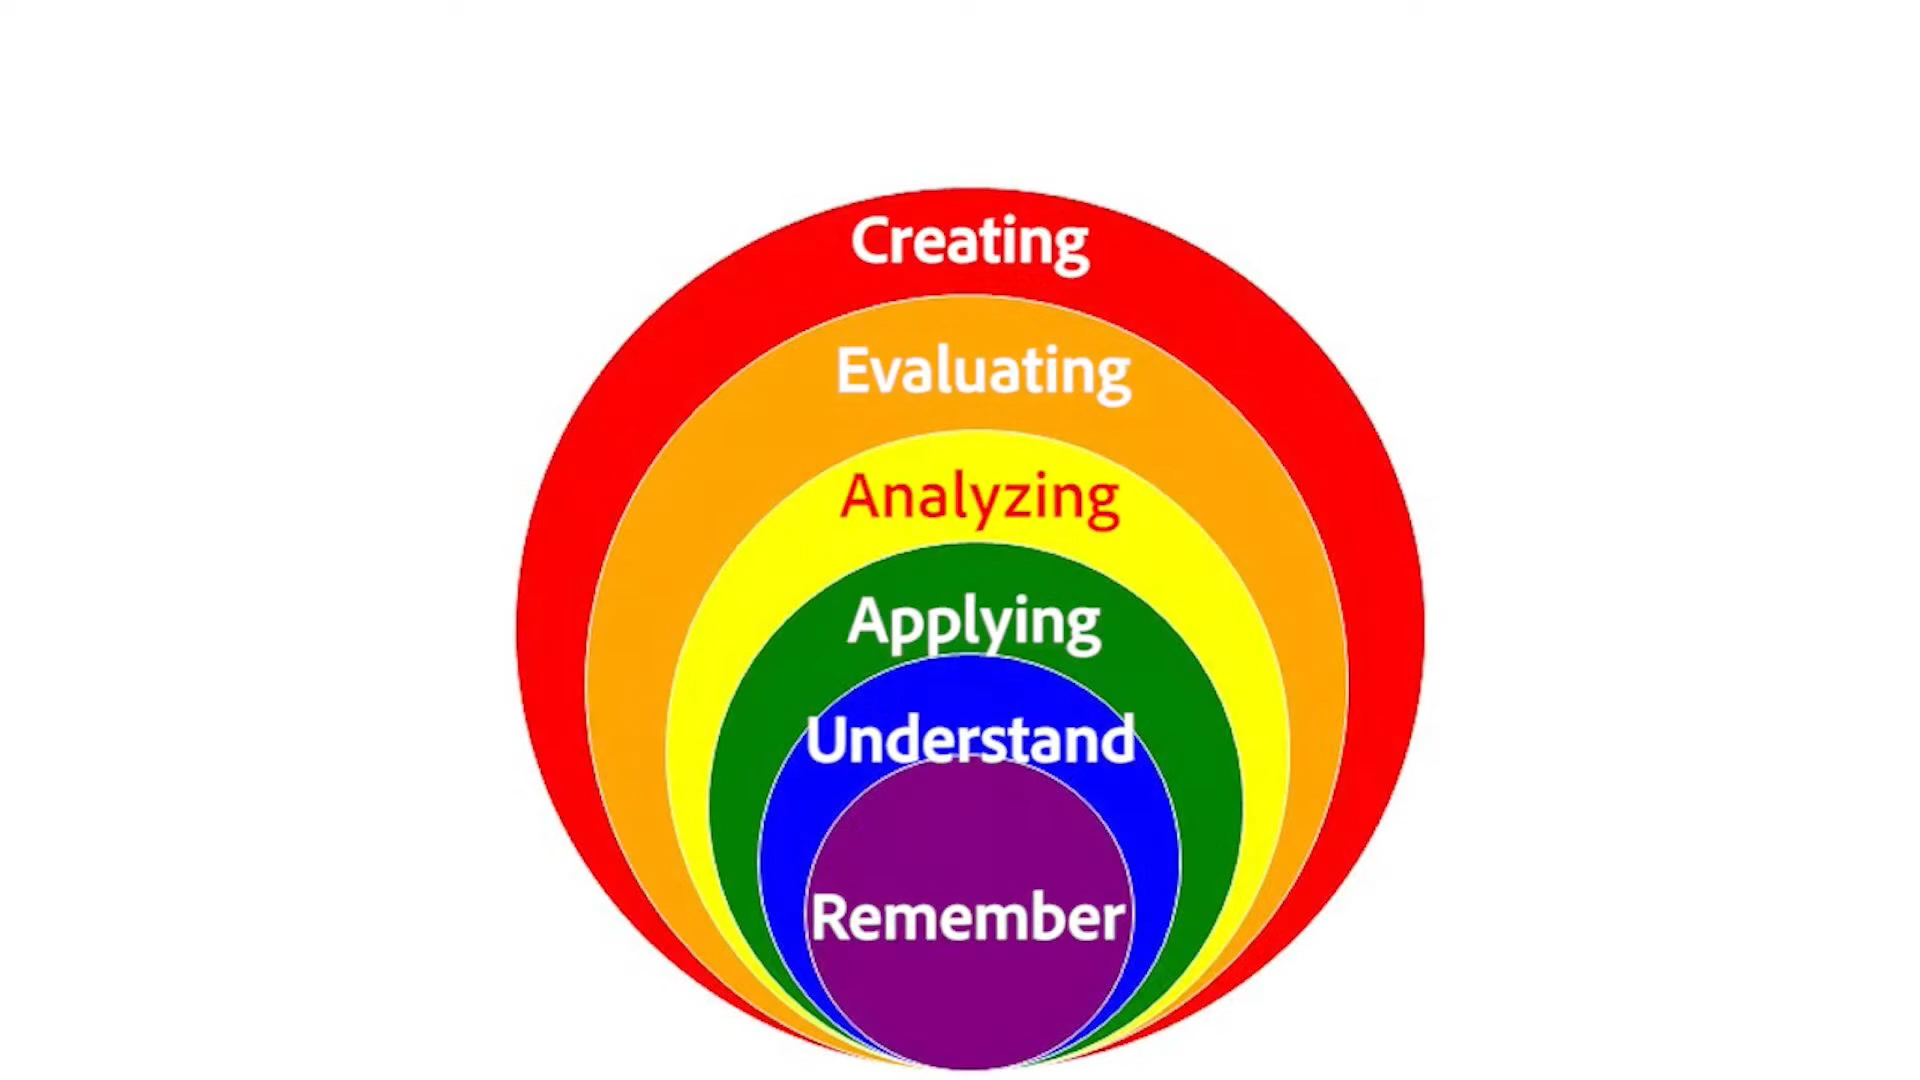 Creating
Evaluating
Analyzing
Applying
Understand
Remember